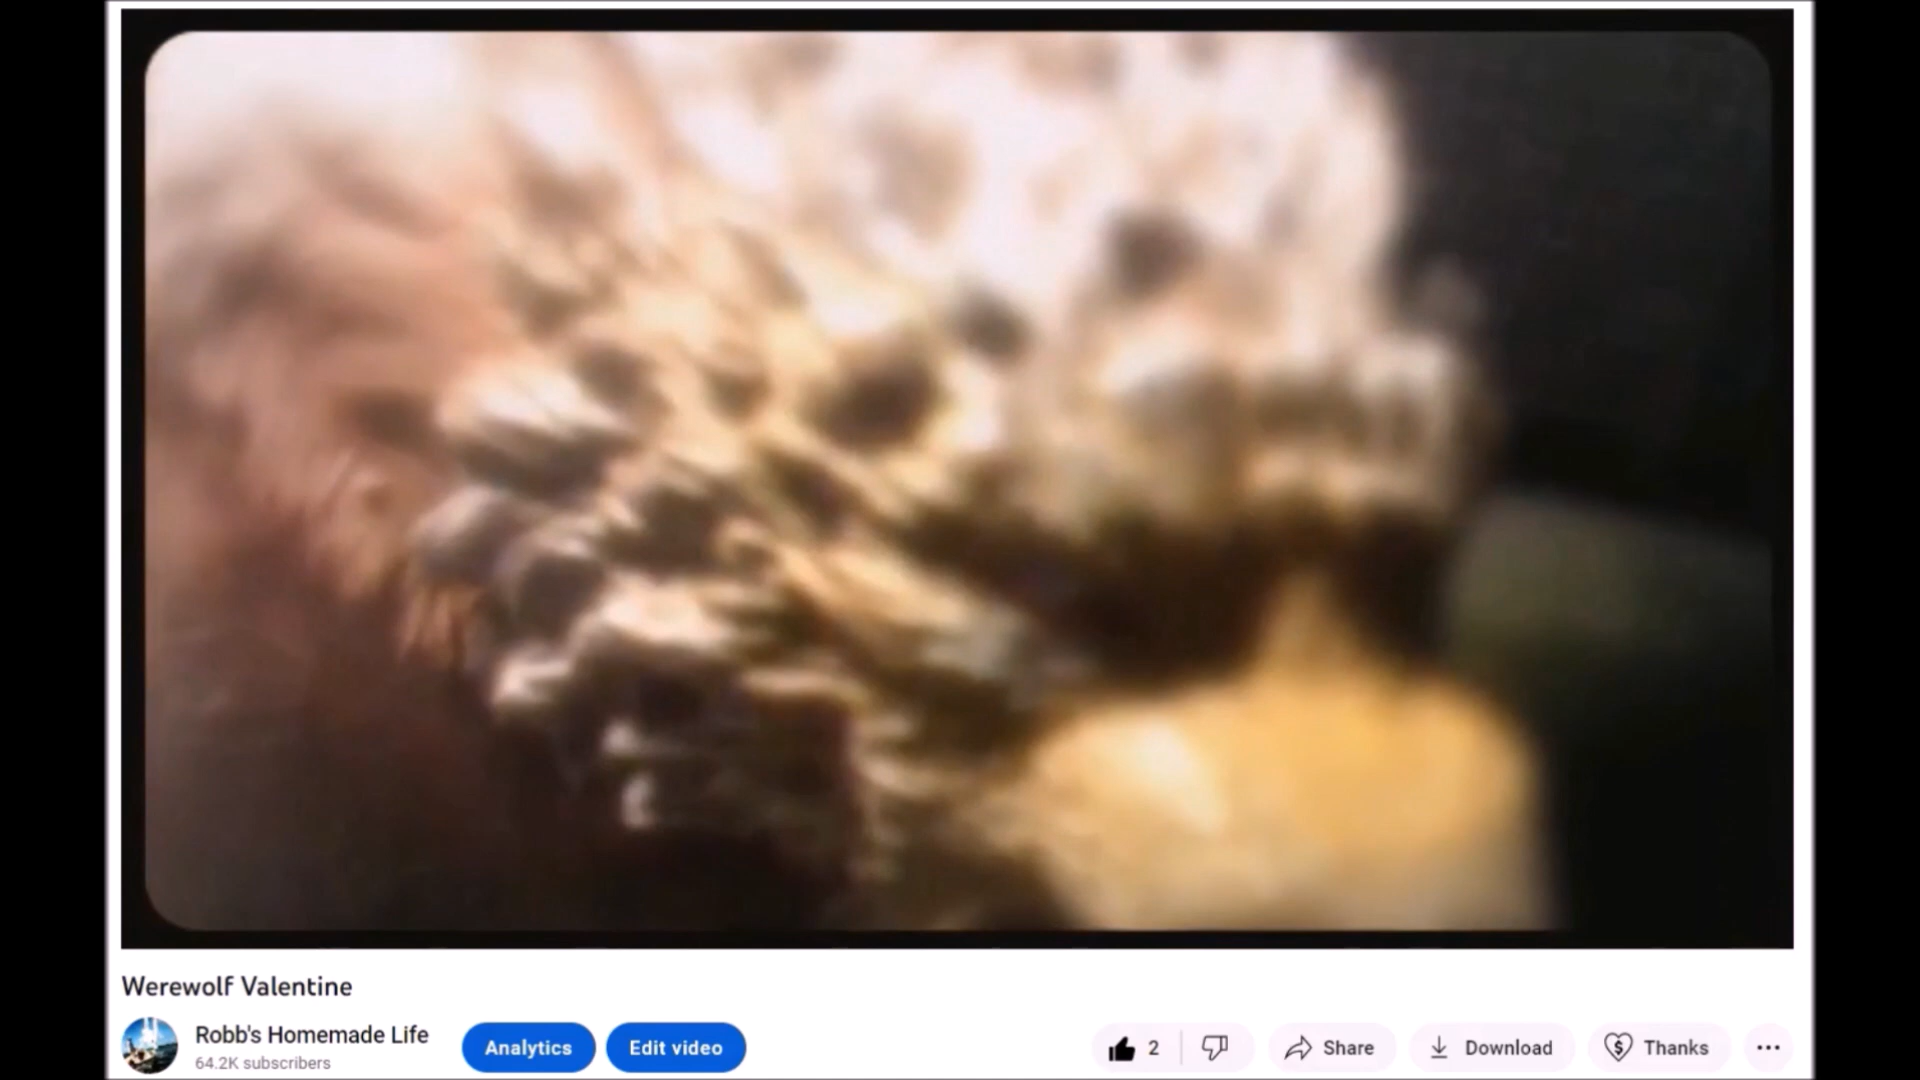 Werewolf Valentine
Robb's Homemade Life
64.2K subscribers
Analytics
Edit video
2
Share
Download
Thanks